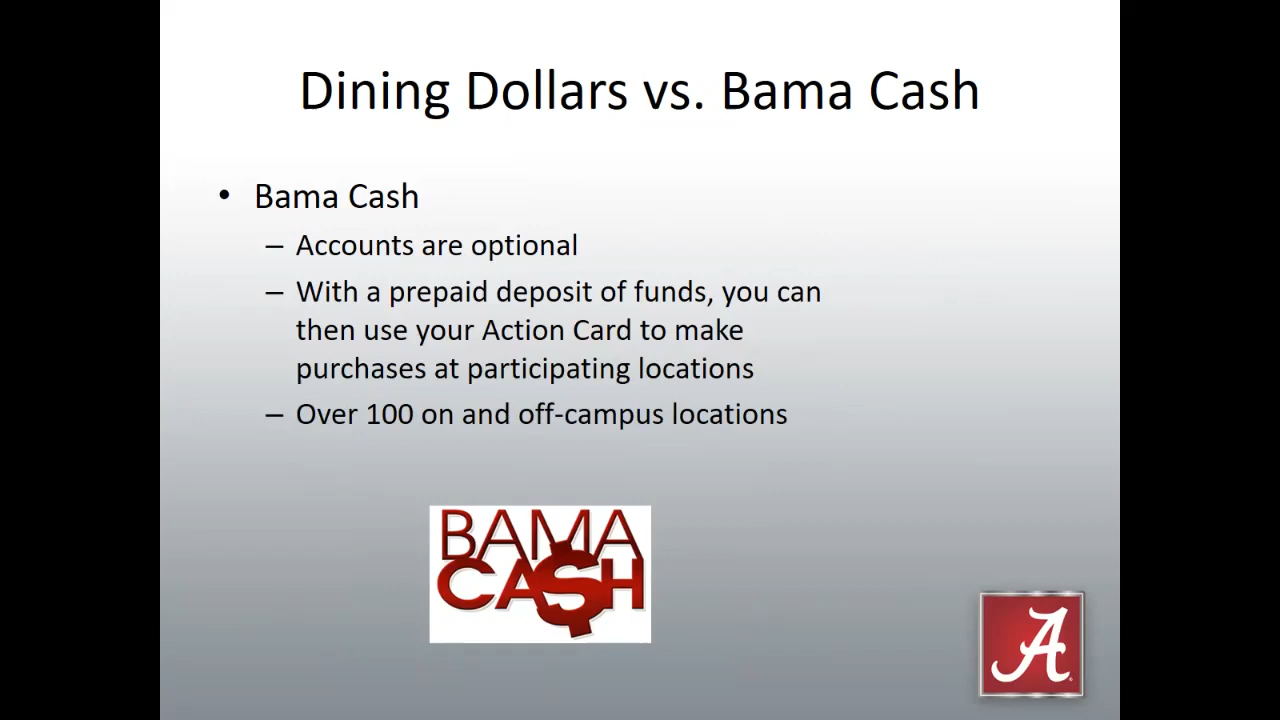 Dining Dollars vs. Bama Cash
• Bama Cash
– Accounts are optional
– With a prepaid deposit of funds, you can
then use your Action Card to make
purchases at participating locations
– Over 100 on and off-campus locations
BAMA
CA$H
A